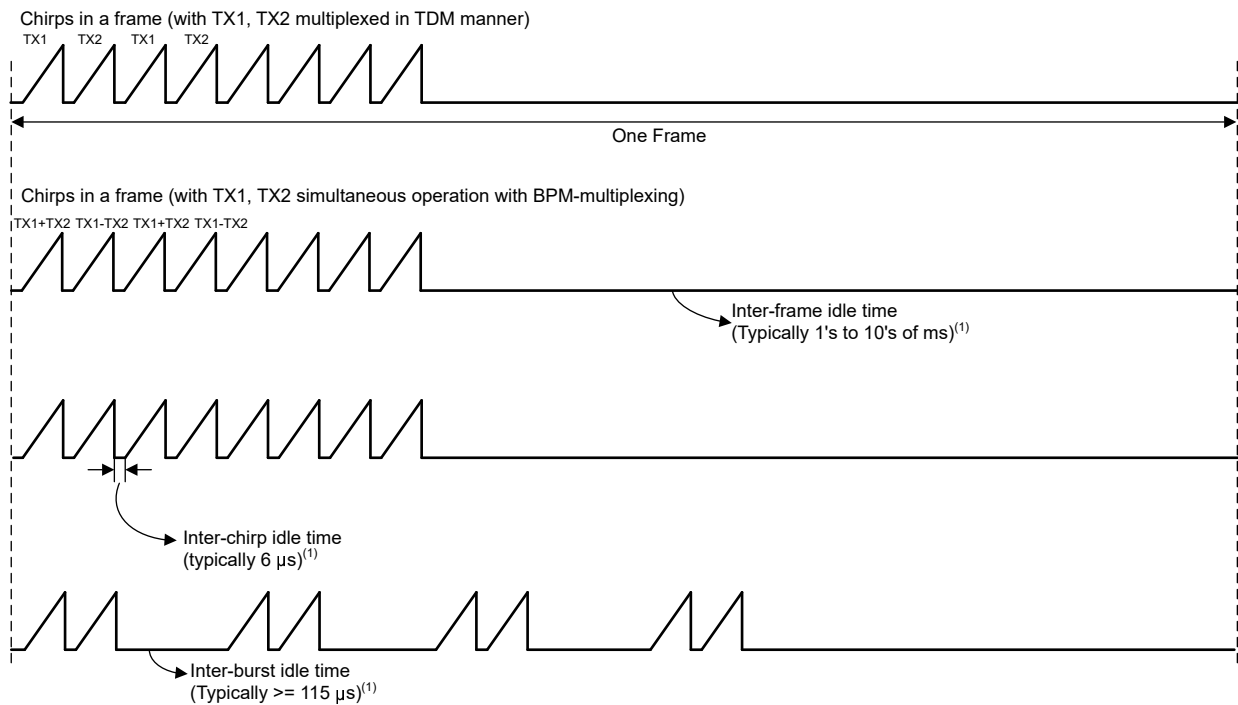 Chirps in a frame (with TX1, TX2 multiplexed in TDM manner)
TX1 TX2 TX1 TX2
One Frame
Chirps in a frame (with TX1, TX2 simultaneous operation with BPM-multiplexing)
TX1+TX2 TX1-TX2 TX1+TX2 TX1-TX2
Inter-frame idle time
(Typically 1's to 10's of ms)(1)
Inter-chirp idle time
(typically 6 μs)(1)
Inter-burst idle time
(Typically >= 115 μs)(1)